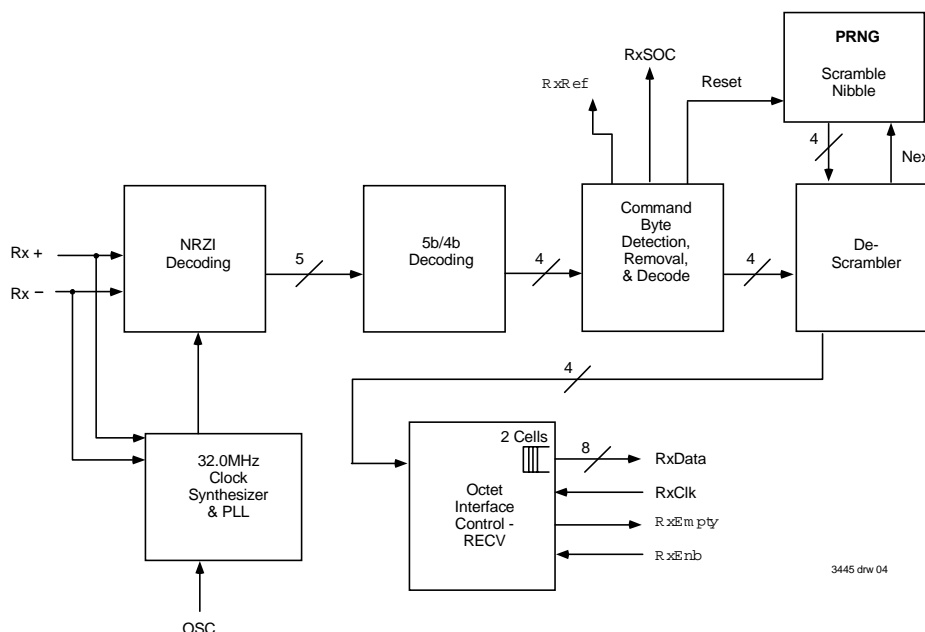 PRNG
Scramble
Nibble
RxSOC
RxRef
Reset
4
Nex
Rx +
Rx −
NRZI
Decoding
5
5b/4b
Decoding
4
Command
Byte
Detection,
Removal,
& Decode
4
De-
Scrambler
4
32.0MHz
Clock
Synthesizer
& PLL
OSC
2 Cells
Octet
Interface
Control -
RECV
8
RxData
RxClk
RxEmpty
RxEnb
3445 drw 04